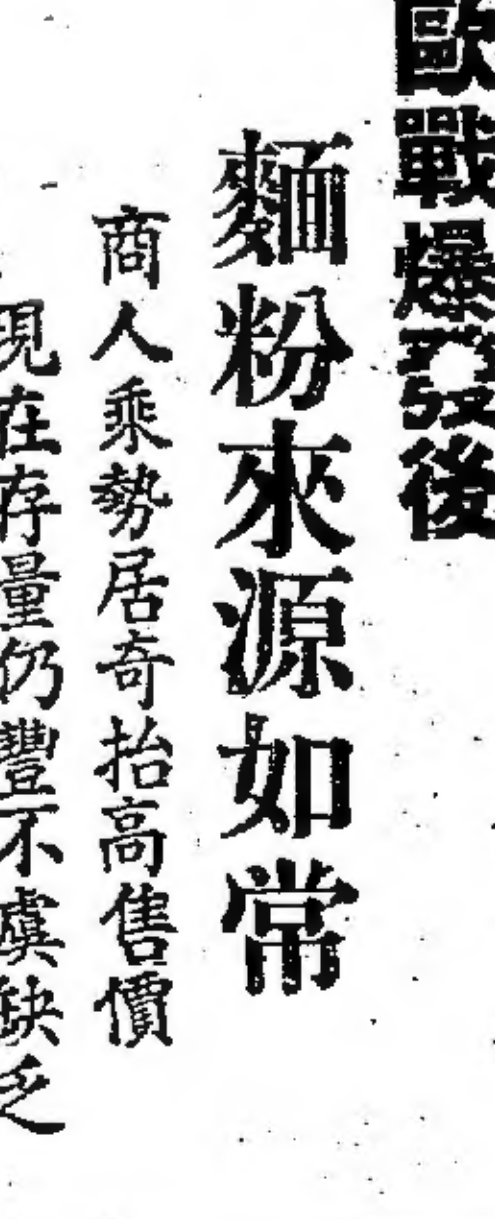 歐戰爆發後
麵粉來源如常
商人乘勢居奇抬高售價
現在存量仍豐不虞缺乏